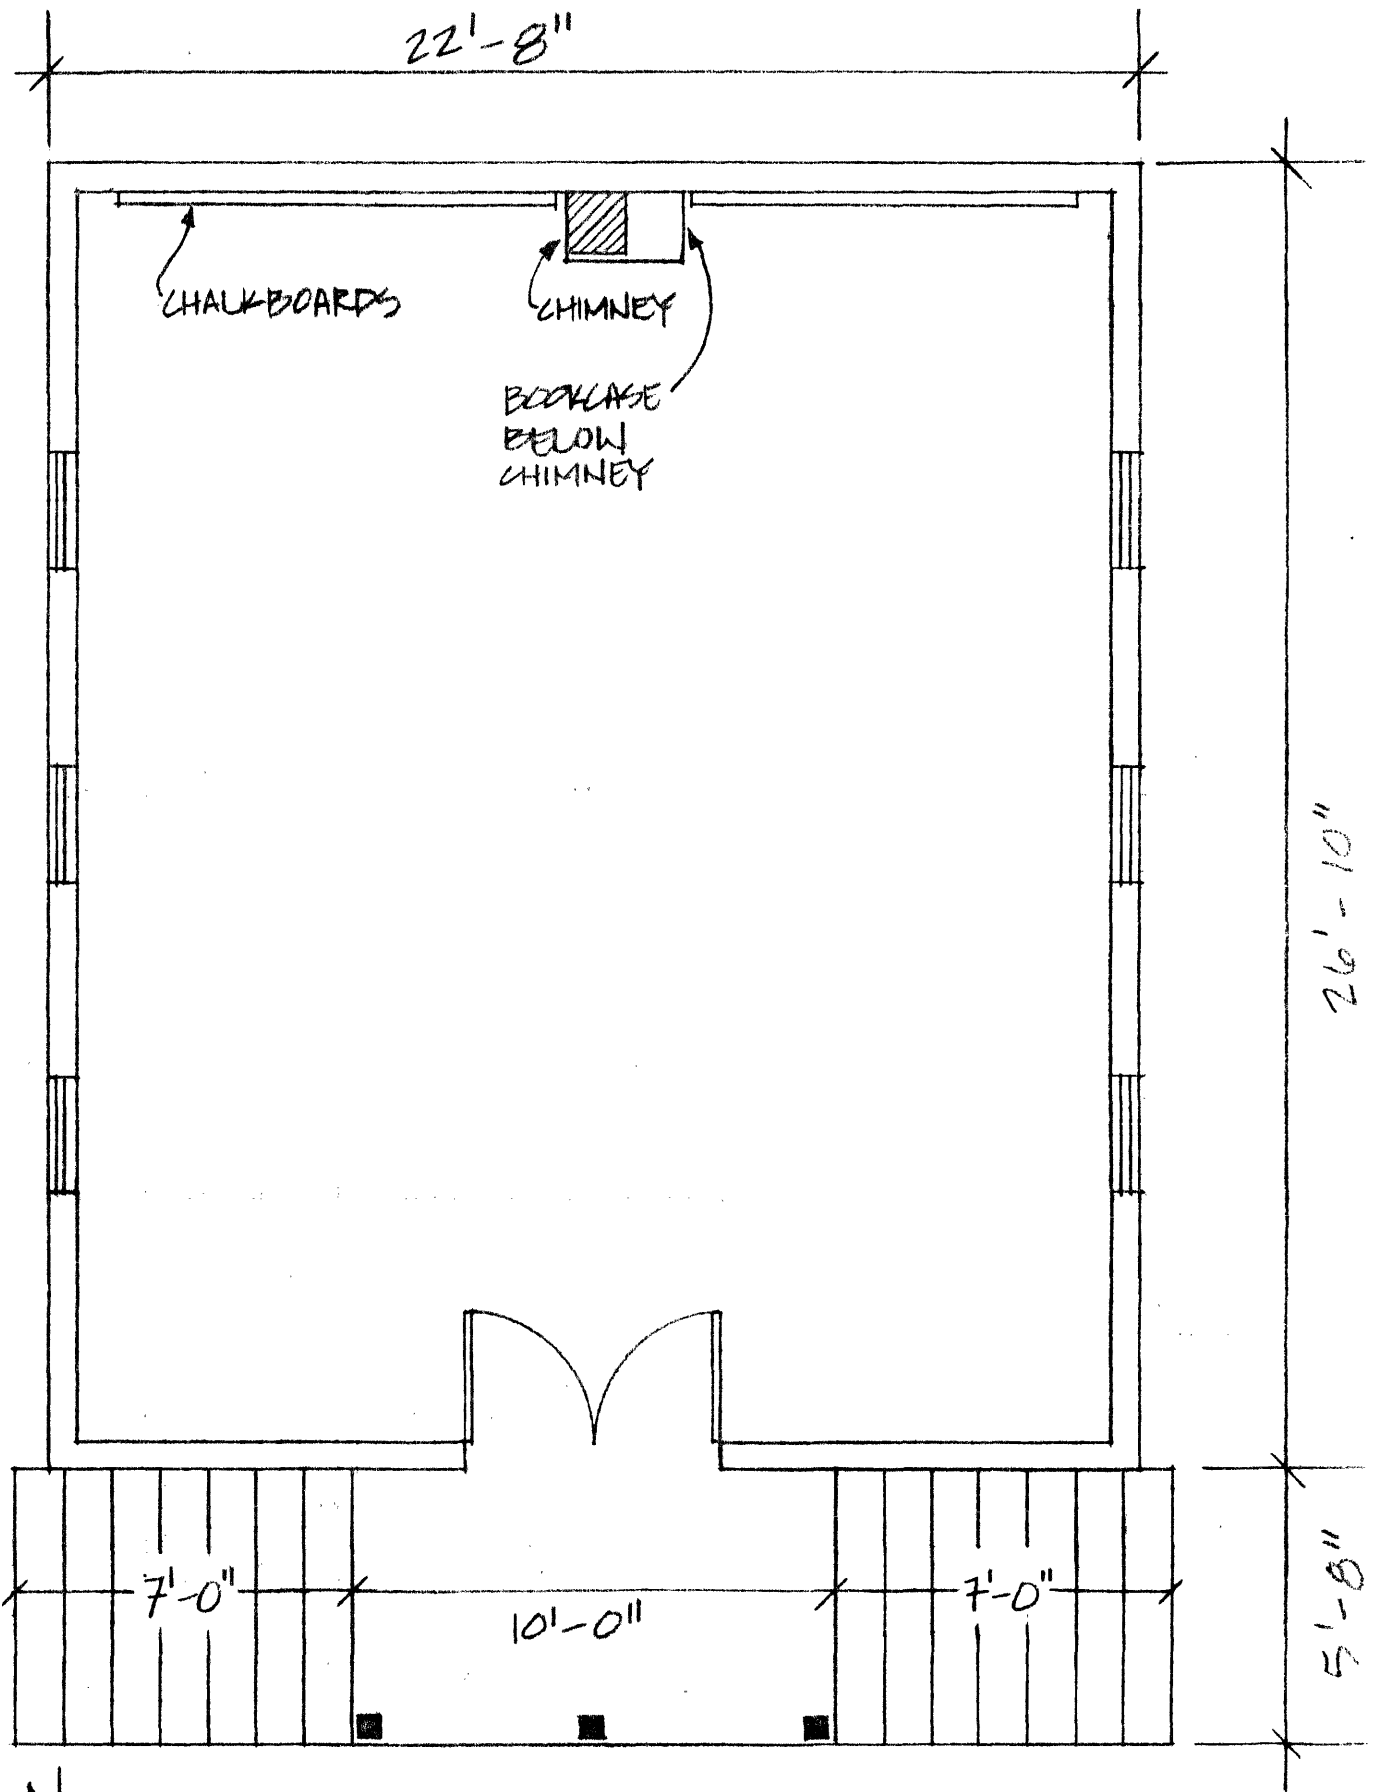 22'-8"
CHALKBOARDS
CHIMNEY
BOOKCASE
BELOW
CHIMNEY
26'-10"
7'-0"
10'-0"
7'-0"
5'-8"